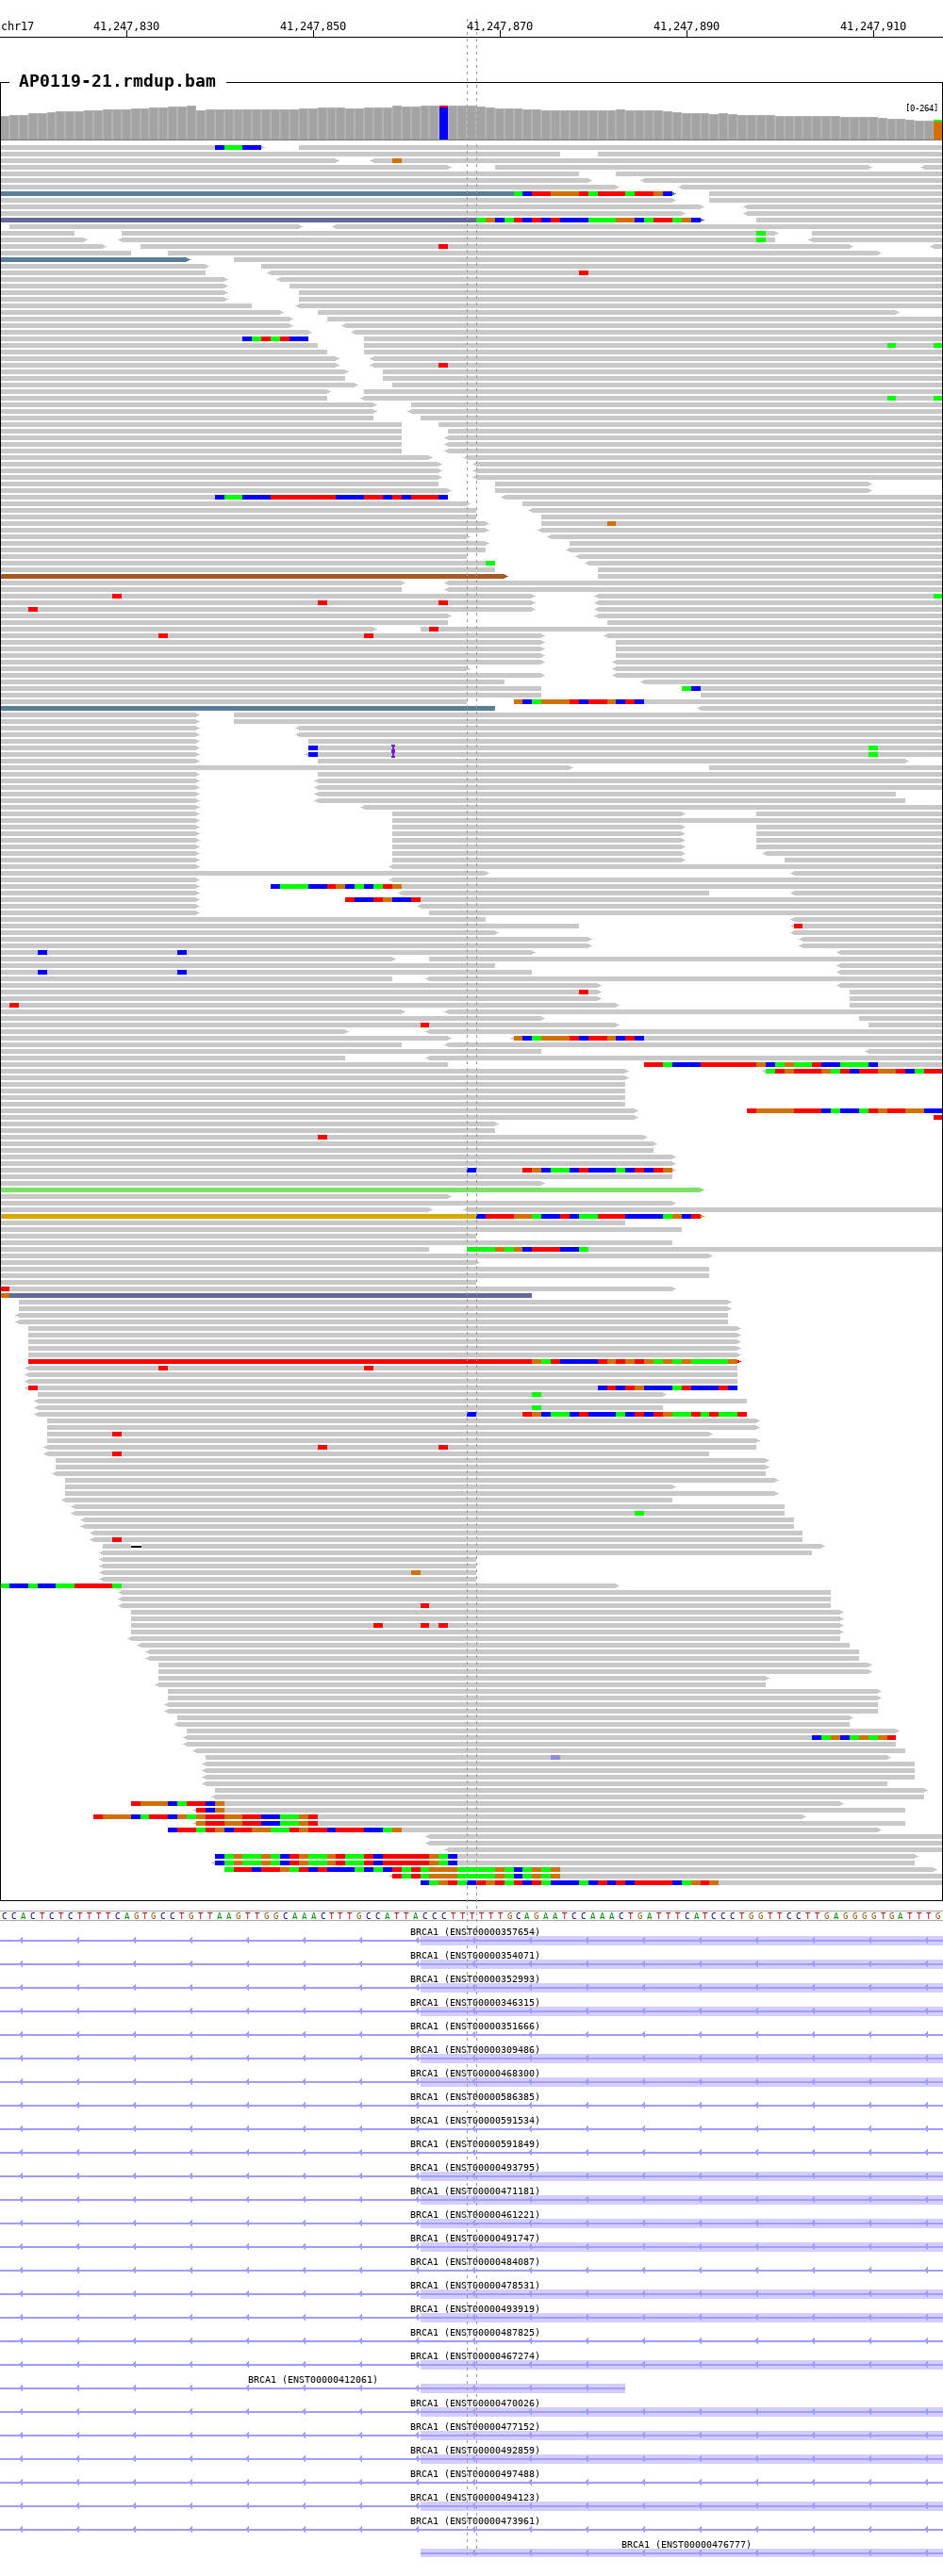 chr17 41,247,830 41,247,850 41,247,870 41,247,890 41,247,910
AP0119-21.rmdup.bam
[0-264]
CCACTCTCTTTTCAGTGCCTGTTAAGTTGGCAAACTTTGCCATTACCCTTTTTTGCAGAATCCAAACTGATTTCATCCCTGGTTCCTTGAGGGGTGATTTG
BRCA1 (ENST00000357654)
BRCA1 (ENST00000354071)
BRCA1 (ENST00000352993)
BRCA1 (ENST00000346315)
BRCA1 (ENST00000351666)
BRCA1 (ENST00000309486)
BRCA1 (ENST00000468300)
BRCA1 (ENST00000586385)
BRCA1 (ENST00000591534)
BRCA1 (ENST00000591849)
BRCA1 (ENST00000493795)
BRCA1 (ENST00000471181)
BRCA1 (ENST00000461221)
BRCA1 (ENST00000491747)
BRCA1 (ENST00000484087)
BRCA1 (ENST00000478531)
BRCA1 (ENST00000493919)
BRCA1 (ENST00000487825)
BRCA1 (ENST00000467274)
BRCA1 (ENST00000412061)
BRCA1 (ENST00000470026)
BRCA1 (ENST00000477152)
BRCA1 (ENST00000492859)
BRCA1 (ENST00000497488)
BRCA1 (ENST00000494123)
BRCA1 (ENST00000473961)
BRCA1 (ENST00000476777)